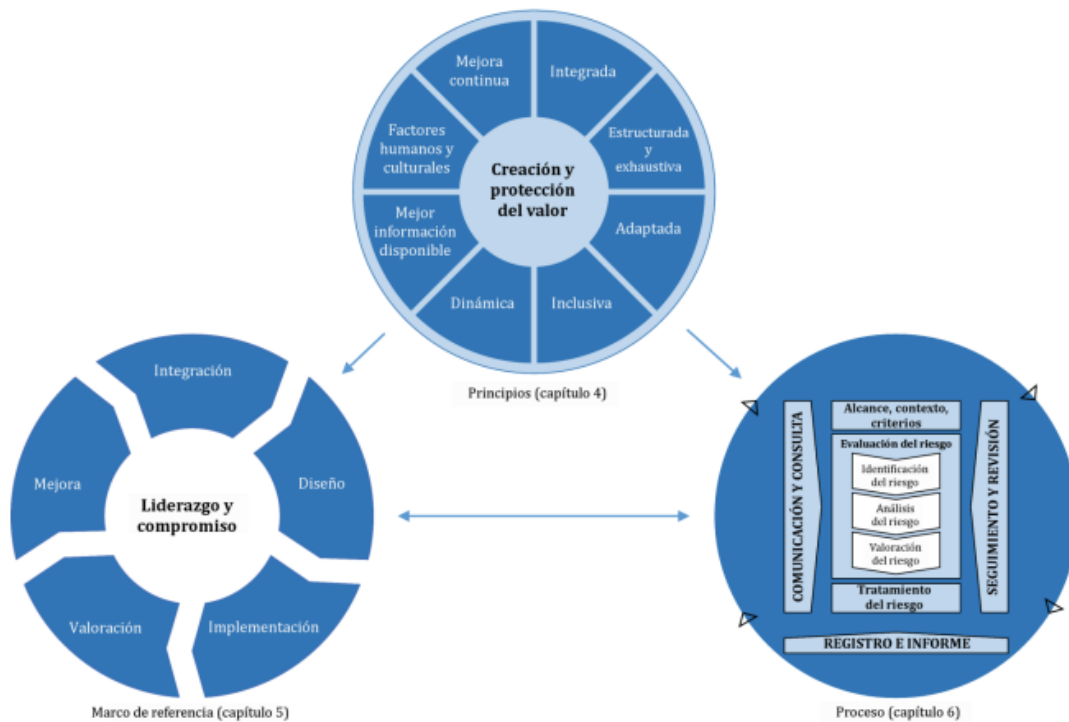 Mejora
continua
Integrada
Factores
humanos y
culturales
Creación y
protección
del valor
Estructurada
y
exhaustiva
Mejor
información
disponible
Adaptada
Dinámica
Inclusiva
Principios (capítulo 4)
Integración
Mejora
Liderazgo y
compromiso
Diseño
Valoración
Implementación
Marco de referencia (capítulo 5)
COMUNICACIÓN Y CONSULTA
Alcance, contexto,
criterios
Evaluación del riesgo
Identificación
del riesgo
Análisis
del riesgo
Valoración
del riesgo
Tratamiento
del riesgo
SEGUIMIENTO Y REVISIÓN
REGISTRO E INFORME
Proceso (capítulo 6)